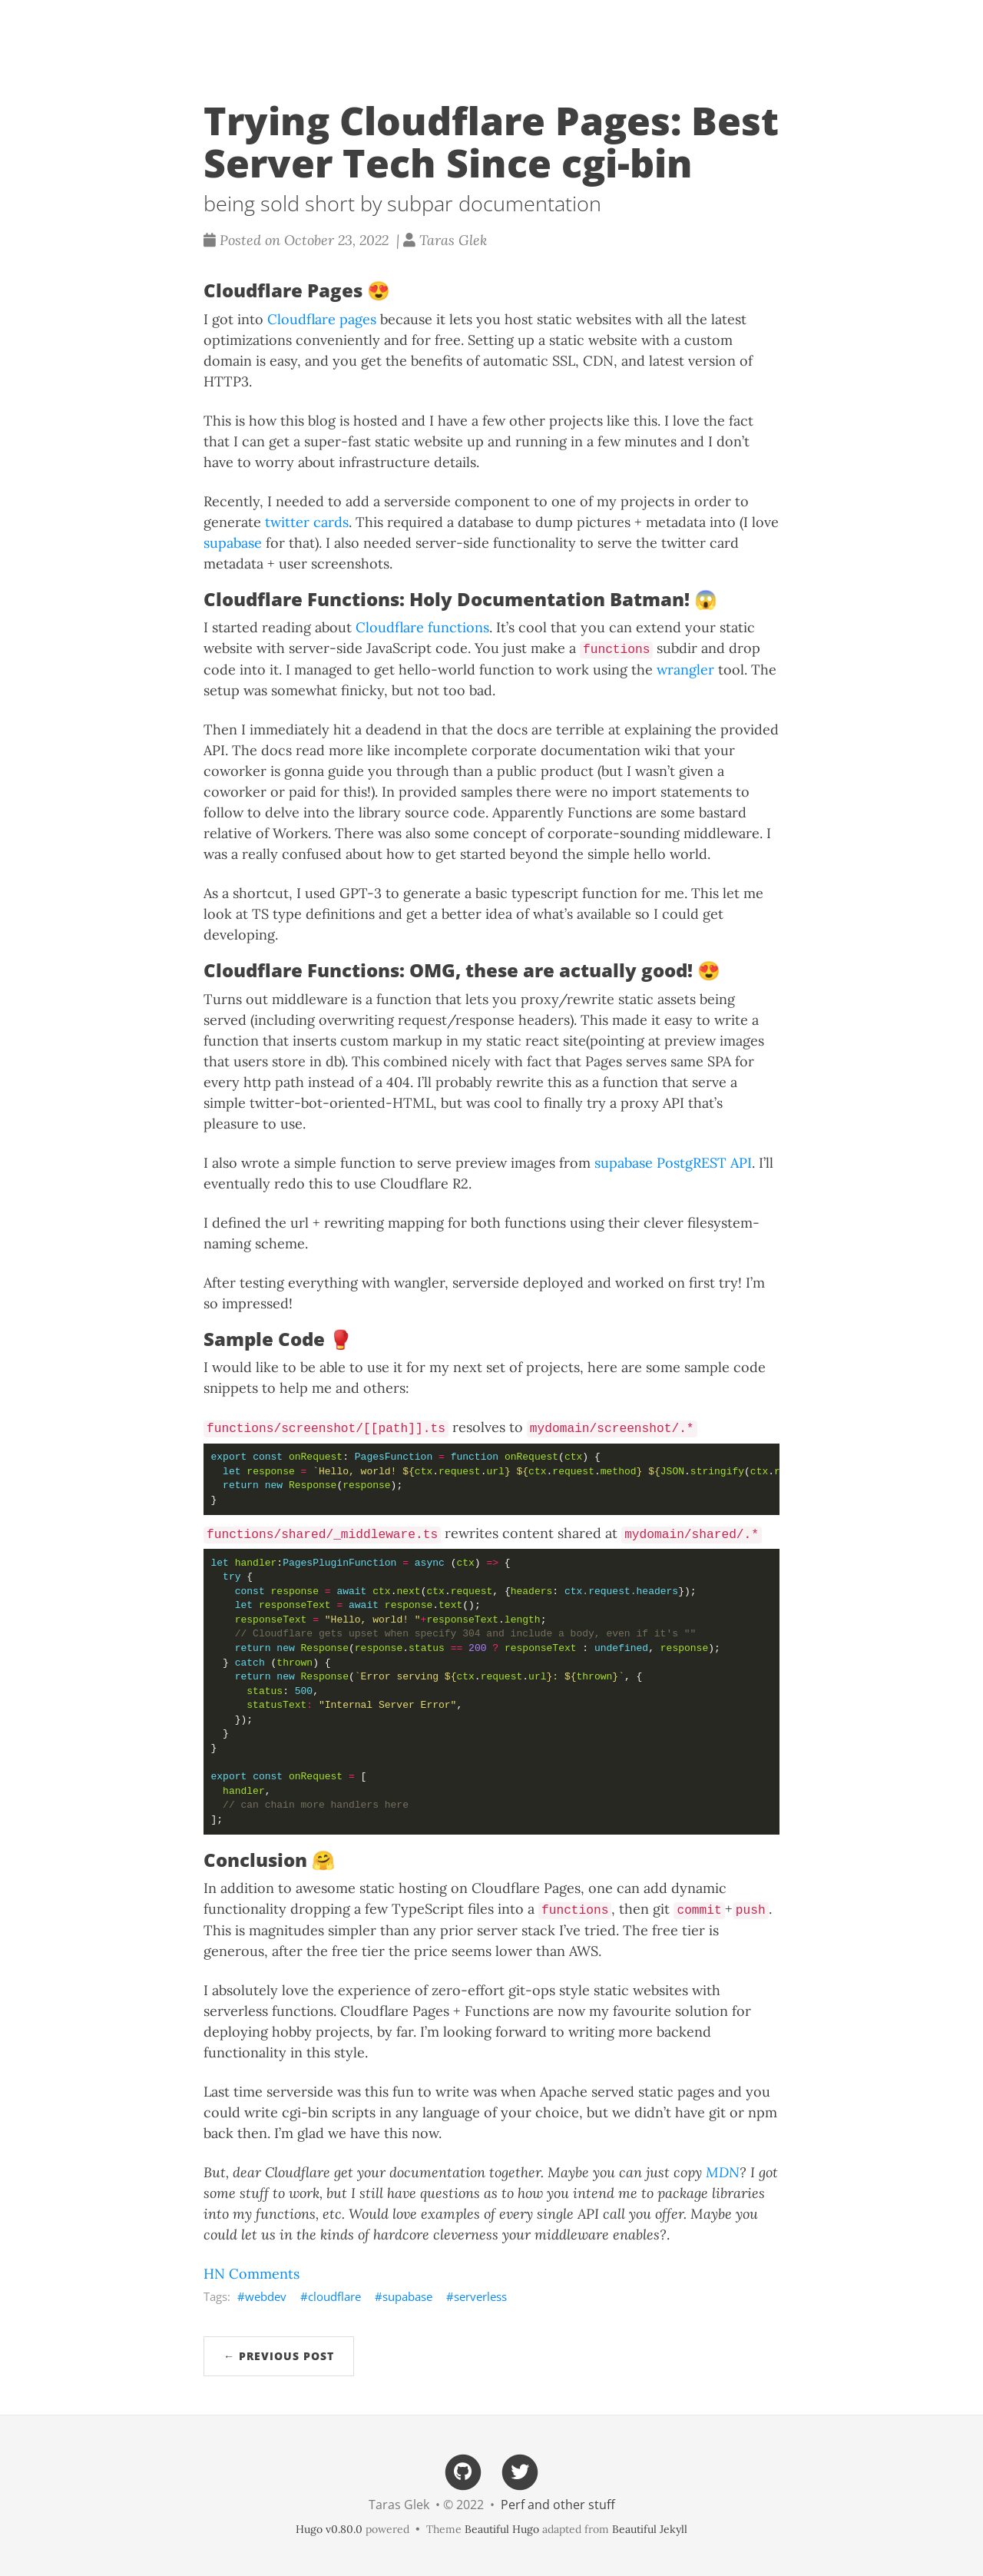 Trying Cloudflare Pages: Best
Server Tech Since cgi-bin
being sold short by subpar documentation
Posted on October 23, 2022 | Taras Glek
Cloudflare Pages 😍
I got into Cloudflare pages because it lets you host static websites with all the latest
optimizations conveniently and for free. Setting up a static website with a custom
domain is easy, and you get the benefits of automatic SSL, CDN, and latest version of
HTTP3.
This is how this blog is hosted and I have a few other projects like this. I love the fact
that I can get a super-fast static website up and running in a few minutes and I don’t
have to worry about infrastructure details.
Recently, I needed to add a serverside component to one of my projects in order to
generate twitter cards. This required a database to dump pictures + metadata into (I love
supabase for that). I also needed server-side functionality to serve the twitter card
metadata + user screenshots.
Cloudflare Functions: Holy Documentation Batman! 😱
I started reading about Cloudflare functions. It’s cool that you can extend your static
website with server-side JavaScript code. You just make a functions subdir and drop
code into it. I managed to get hello-world function to work using the wrangler tool. The
setup was somewhat finicky, but not too bad.
Then I immediately hit a deadend in that the docs are terrible at explaining the provided
API. The docs read more like incomplete corporate documentation wiki that your
coworker is gonna guide you through than a public product (but I wasn’t given a
coworker or paid for this!). In provided samples there were no import statements to
follow to delve into the library source code. Apparently Functions are some bastard
relative of Workers. There was also some concept of corporate-sounding middleware. I
was a really confused about how to get started beyond the simple hello world.
As a shortcut, I used GPT-3 to generate a basic typescript function for me. This let me
look at TS type definitions and get a better idea of what’s available so I could get
developing.
Cloudflare Functions: OMG, these are actually good! 😍
Turns out middleware is a function that lets you proxy/rewrite static assets being
served (including overwriting request/response headers). This made it easy to write a
function that inserts custom markup in my static react site(pointing at preview images
that users store in db). This combined nicely with fact that Pages serves same SPA for
every http path instead of a 404. I’ll probably rewrite this as a function that serve a
simple twitter-bot-oriented-HTML, but was cool to finally try a proxy API that’s
pleasure to use.
I also wrote a simple function to serve preview images from supabase PostgREST API. I’ll
eventually redo this to use Cloudflare R2.
I defined the url + rewriting mapping for both functions using their clever filesystem-
naming scheme.
After testing everything with wangler, serverside deployed and worked on first try! I’m
so impressed!
Sample Code 🥊
I would like to be able to use it for my next set of projects, here are some sample code
snippets to help me and others:
functions/screenshot/[[path]].ts resolves to mydomain/screenshot/.*
export const onRequest: PagesFunction = function onRequest(ctx) {
  let response = `Hello, world! ${ctx.request.url} ${ctx.request.method} ${JSON.stringify(ctx.r
  return new Response(response);
}
functions/shared/_middleware.ts rewrites content shared at mydomain/shared/.*
let handler:PagesPluginFunction = async (ctx) => {
  try {
    const response = await ctx.next(ctx.request, {headers: ctx.request.headers});
    let responseText = await response.text();
    responseText = "Hello, world! "+responseText.length;
    // Cloudflare gets upset when specify 304 and include a body, even if it's ""
    return new Response(response.status == 200 ? responseText : undefined, response);
  } catch (thrown) {
    return new Response(`Error serving ${ctx.request.url}: ${thrown}`, {
      status: 500,
      statusText: "Internal Server Error",
    });
  }
}
export const onRequest = [
  handler,
  // can chain more handlers here
];
Conclusion 🤗
In addition to awesome static hosting on Cloudflare Pages, one can add dynamic
functionality dropping a few TypeScript files into a functions, then git commit+push.
This is magnitudes simpler than any prior server stack I’ve tried. The free tier is
generous, after the free tier the price seems lower than AWS.
I absolutely love the experience of zero-effort git-ops style static websites with
serverless functions. Cloudflare Pages + Functions are now my favourite solution for
deploying hobby projects, by far. I’m looking forward to writing more backend
functionality in this style.
Last time serverside was this fun to write was when Apache served static pages and you
could write cgi-bin scripts in any language of your choice, but we didn’t have git or npm
back then. I’m glad we have this now.
But, dear Cloudflare get your documentation together. Maybe you can just copy MDN? I got
some stuff to work, but I still have questions as to how you intend me to package libraries
into my functions, etc. Would love examples of every single API call you offer. Maybe you
could let us in the kinds of hardcore cleverness your middleware enables?.
HN Comments
Tags: #webdev #cloudflare #supabase #serverless
← PREVIOUS POST
Taras Glek • © 2022 • Perf and other stuff
Hugo v0.80.0 powered • Theme Beautiful Hugo adapted from Beautiful Jekyll